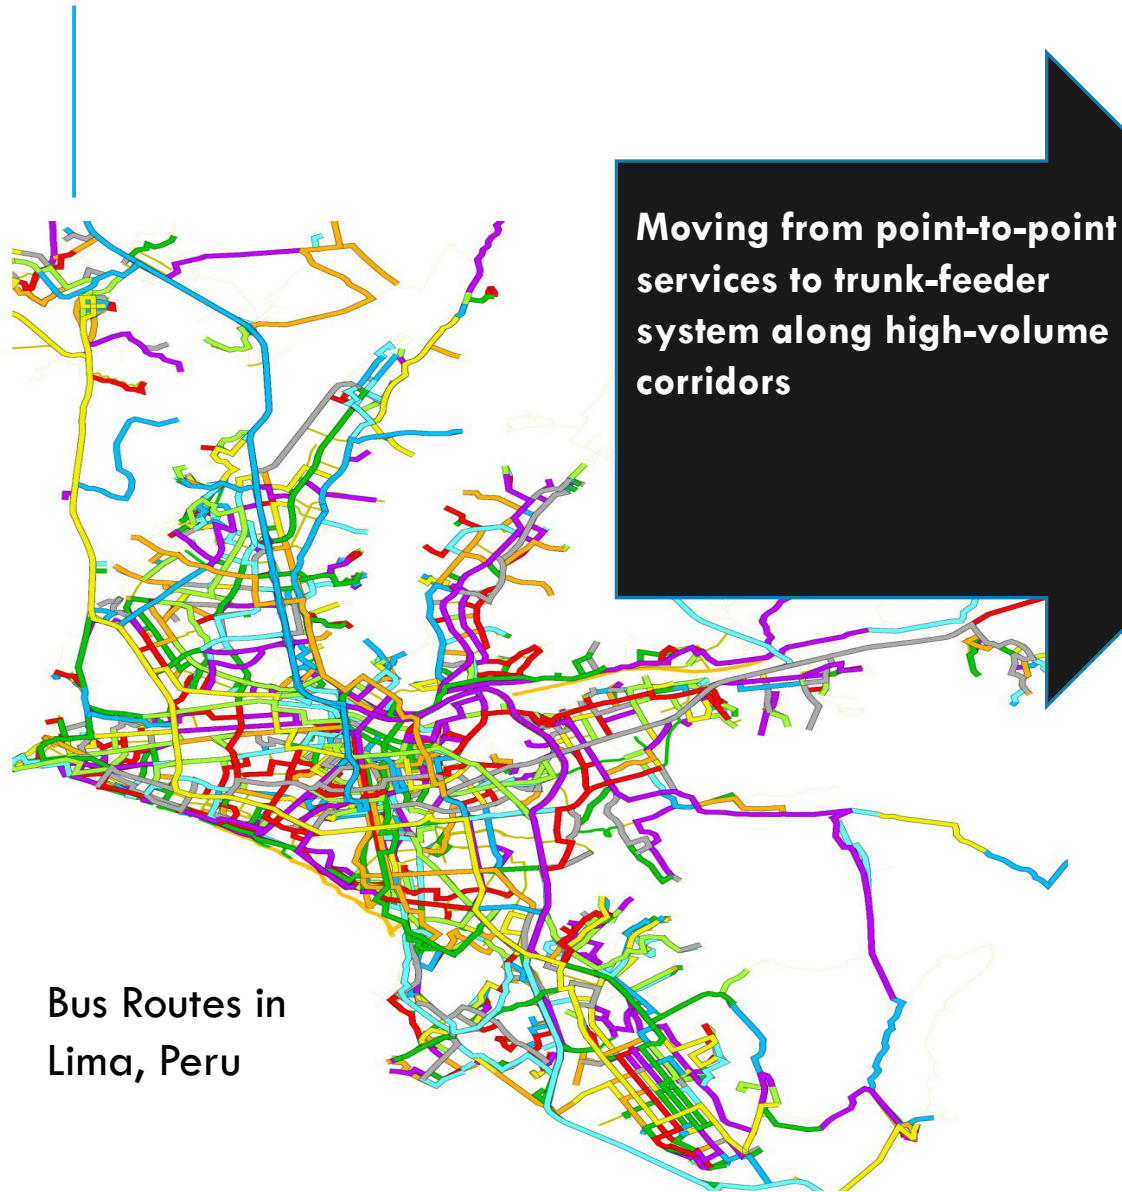 Moving from point-to-point
services to trunk-feeder
system along high-volume
corridors
Bus Routes in
Lima, Peru